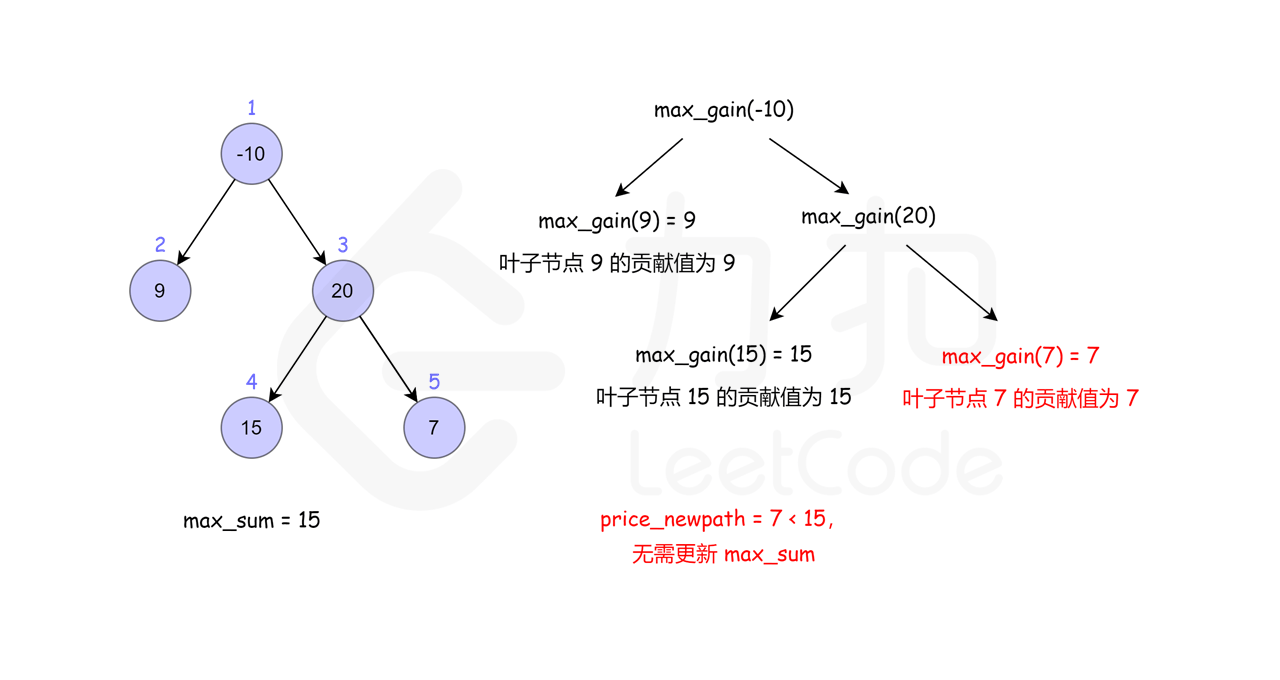 1
-10
2
3
9
20
4
5
15
7
max_sum = 15
max_gain(-10)
max_gain(9) = 9
叶子节点 9 的贡献值为 9
max_gain(20)
max_gain(15) = 15
叶子节点 15 的贡献值为 15
max_gain(7) = 7
叶子节点 7 的贡献值为 7
price_newpath = 7 < 15，
无需更新 max_sum
力扣
LeetCode